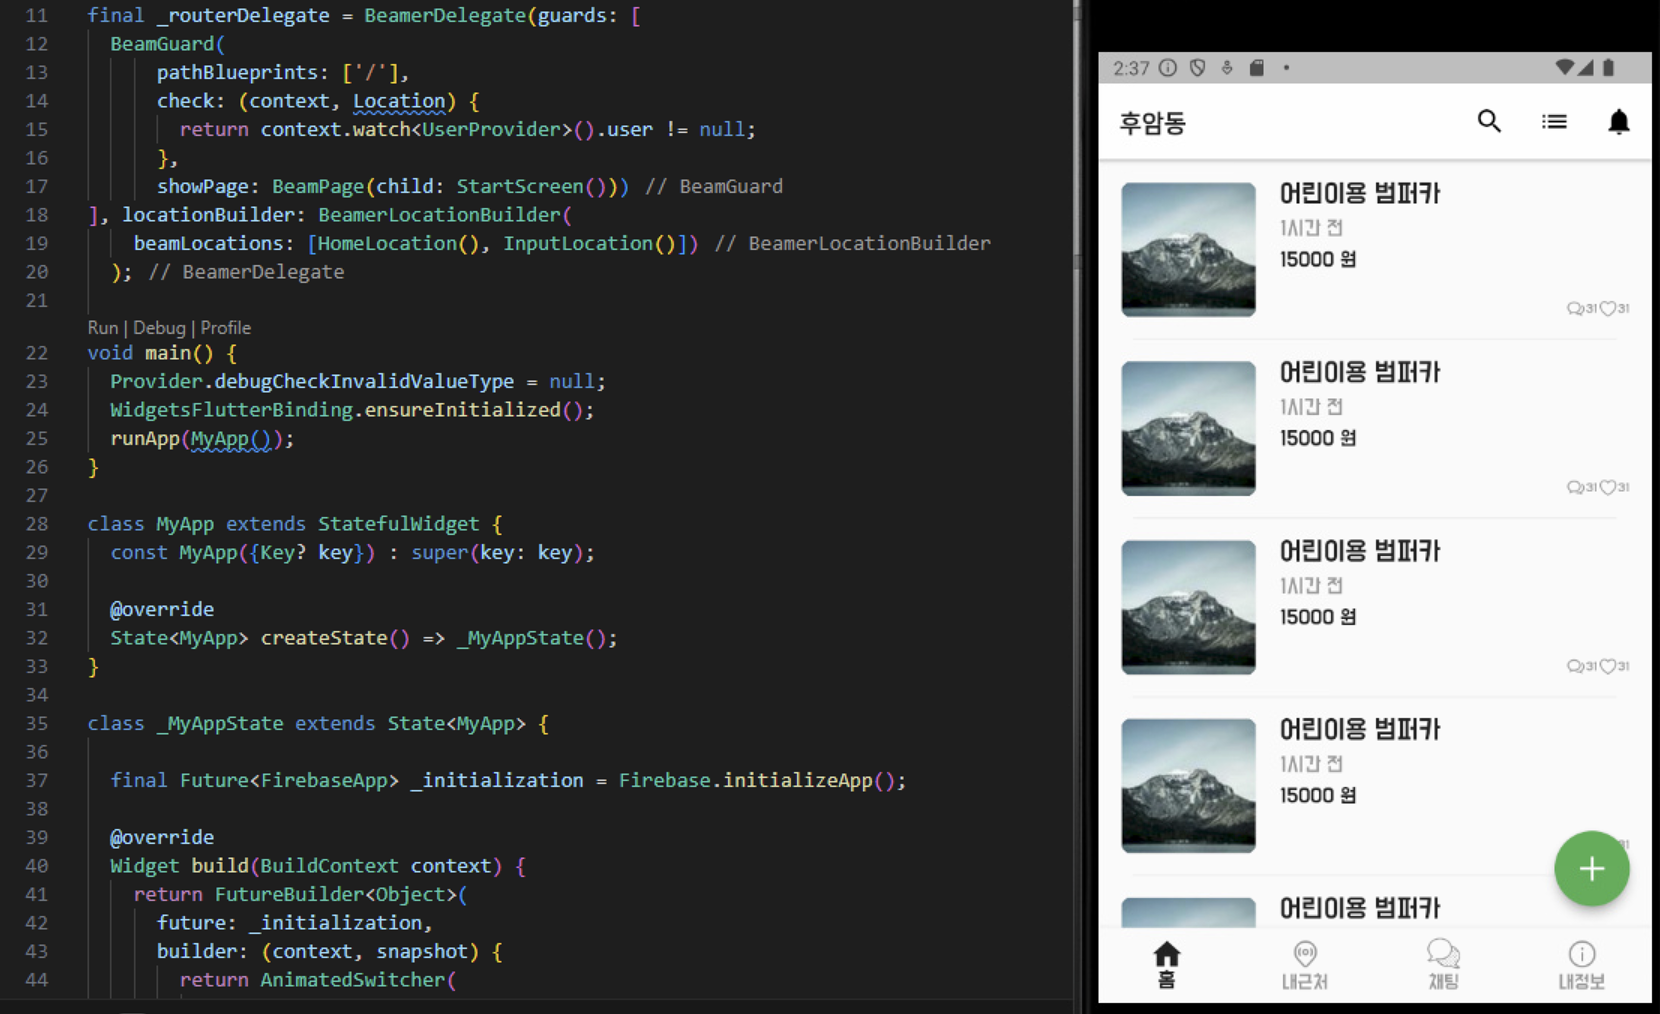 11 final _routerDelegate = BeamerDelegate(guards: [
12 BeamGuard(
13 pathBlueprints: ['/'],
14 check: (context, Location) {
15 return context.watch<UserProvider>().user != null;
16 },
17 showPage: BeamPage(child: StartScreen())) // BeamGuard
18 ], locationBuilder: BeamerLocationBuilder(
19 beamLocations: [HomeLocation(), InputLocation()]) // BeamerLocationBuilder
20 ); // BeamerDelegate
21
Run | Debug | Profile
22 void main() {
23 Provider.debugCheckInvalidValueType = null;
24 WidgetsFlutterBinding.ensureInitialized();
25 runApp(MyApp());
26 }
27
28 class MyApp extends StatefulWidget {
29 const MyApp({Key? key}) : super(key: key);
30
31 @override
32 State<MyApp> createState() => _MyAppState();
33 }
34
35 class _MyAppState extends State<MyApp> {
36
37 final Future<FirebaseApp> _initialization = Firebase.initializeApp();
38
39 @override
40 Widget build(BuildContext context) {
41 return FutureBuilder<Object>(
42 future: _initialization,
43 builder: (context, snapshot) {
44 return AnimatedSwitcher(
2:37
후암동
어린이용 범퍼카
1시간 전
15000 원
31 31
어린이용 범퍼카
1시간 전
15000 원
31 31
어린이용 범퍼카
1시간 전
15000 원
31 31
어린이용 범퍼카
1시간 전
15000 원
31
어린이용 범퍼카
홈 내근처 채팅 내정보